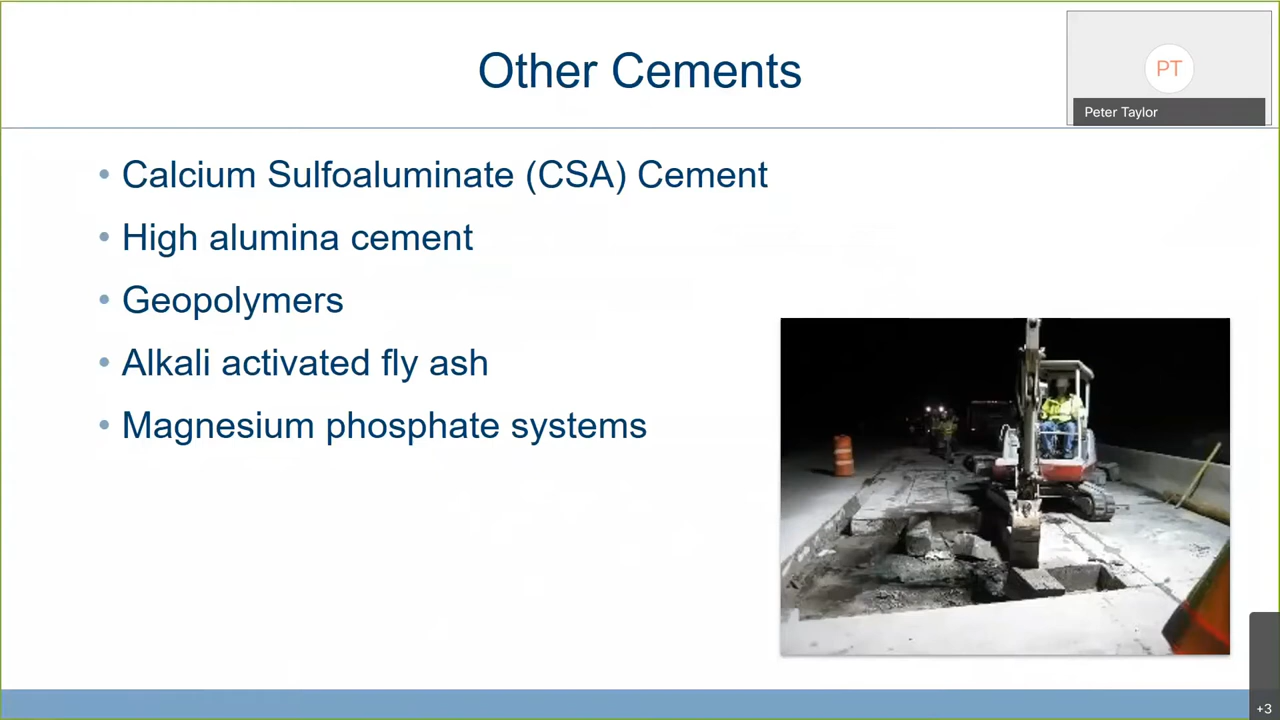 Other Cements
PT
Peter Taylor
• Calcium Sulfoaluminate (CSA) Cement
• High alumina cement
• Geopolymers
• Alkali activated fly ash
• Magnesium phosphate systems
+3